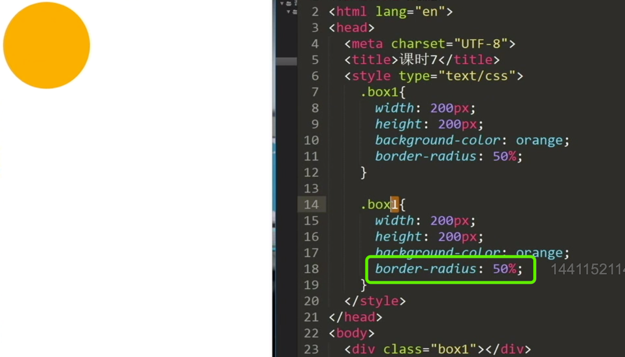 2 <html lang="en">
3 <head>
4 <meta charset="UTF-8">
5 <title>课时7</title>
6 <style type="text/css">
7 .box1{
8 width: 200px;
9 height: 200px;
10 background-color: orange;
11 border-radius: 50%;
12 }
13
14 .box1{
15 width: 200px;
16 height: 200px;
17 background-color: orange;
18 border-radius: 50%; 1441152114
19 }
20 </style>
21 </head>
22 <body>
23 <div class="box1"></div>